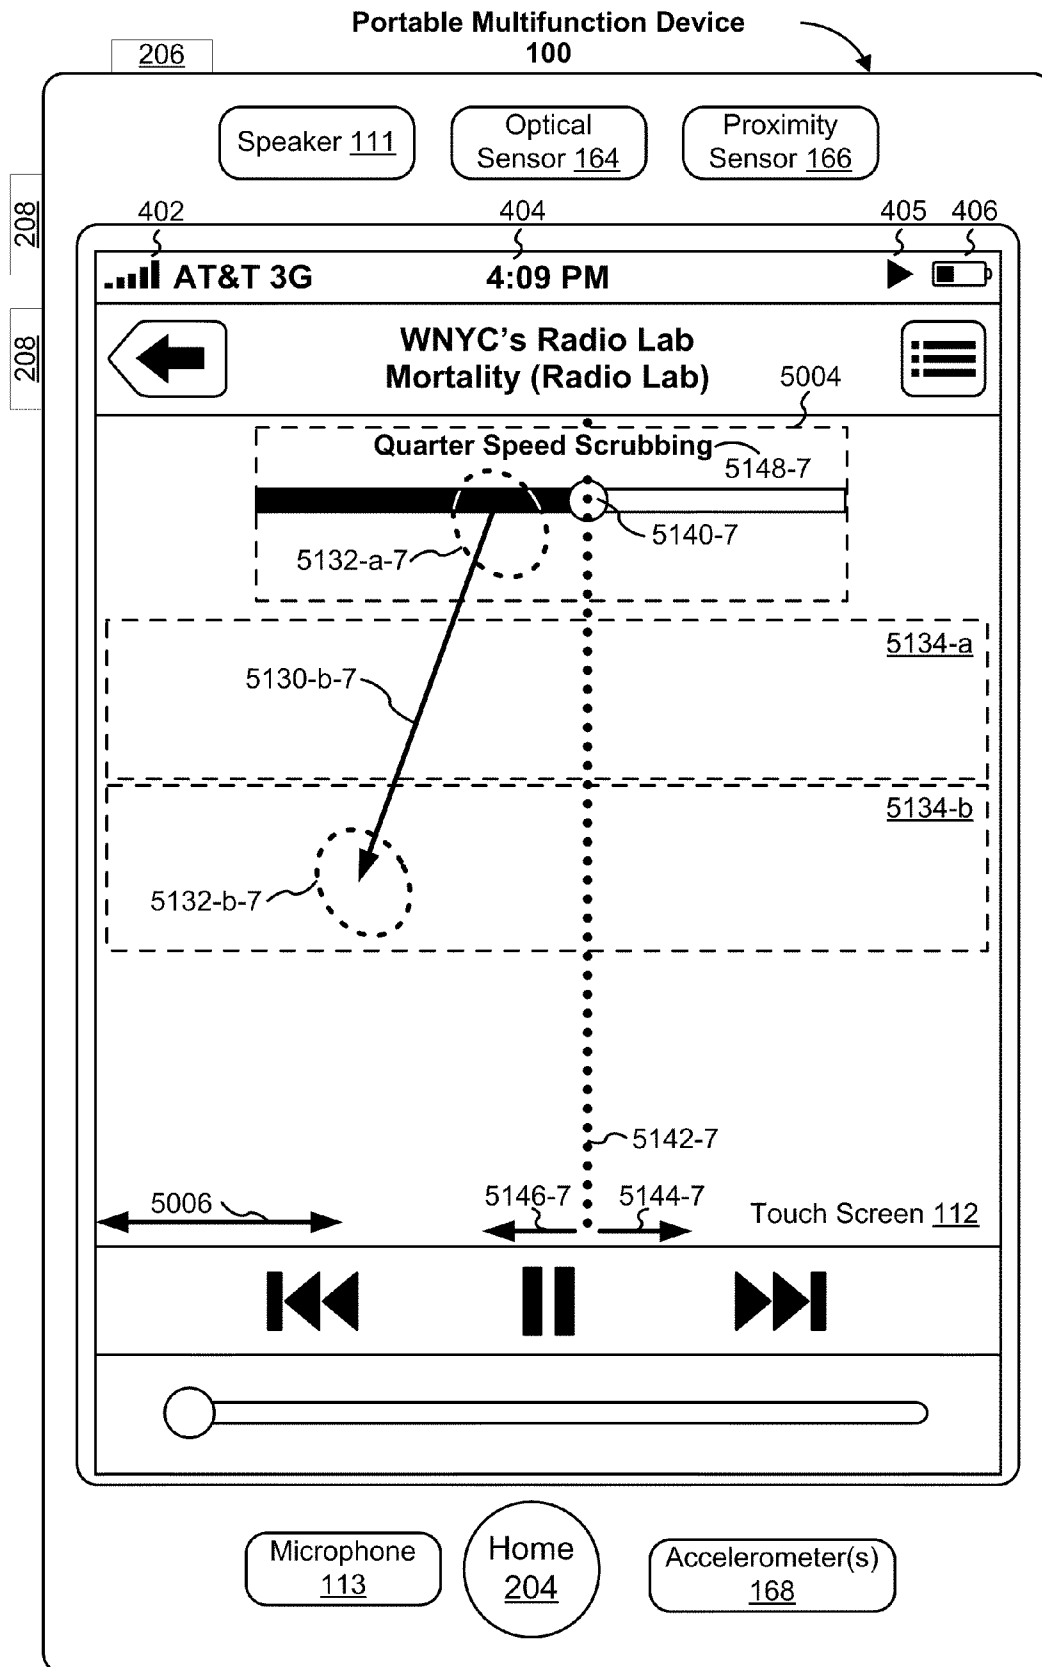 Portable Multifunction Device
100
206
Speaker 111
Optical
Sensor 164
Proximity
Sensor 166
208
402
404
405
406
AT&T 3G
4:09 PM
208
WNYC's Radio Lab
Mortality (Radio Lab)
5004
Quarter Speed Scrubbing
5148-7
5140-7
5132-a-7
5134-a
5130-b-7
5134-b
5132-b-7
5142-7
5006
5146-7
5144-7
Touch Screen 112
Microphone
113
Home
204
Accelerometer(s)
168